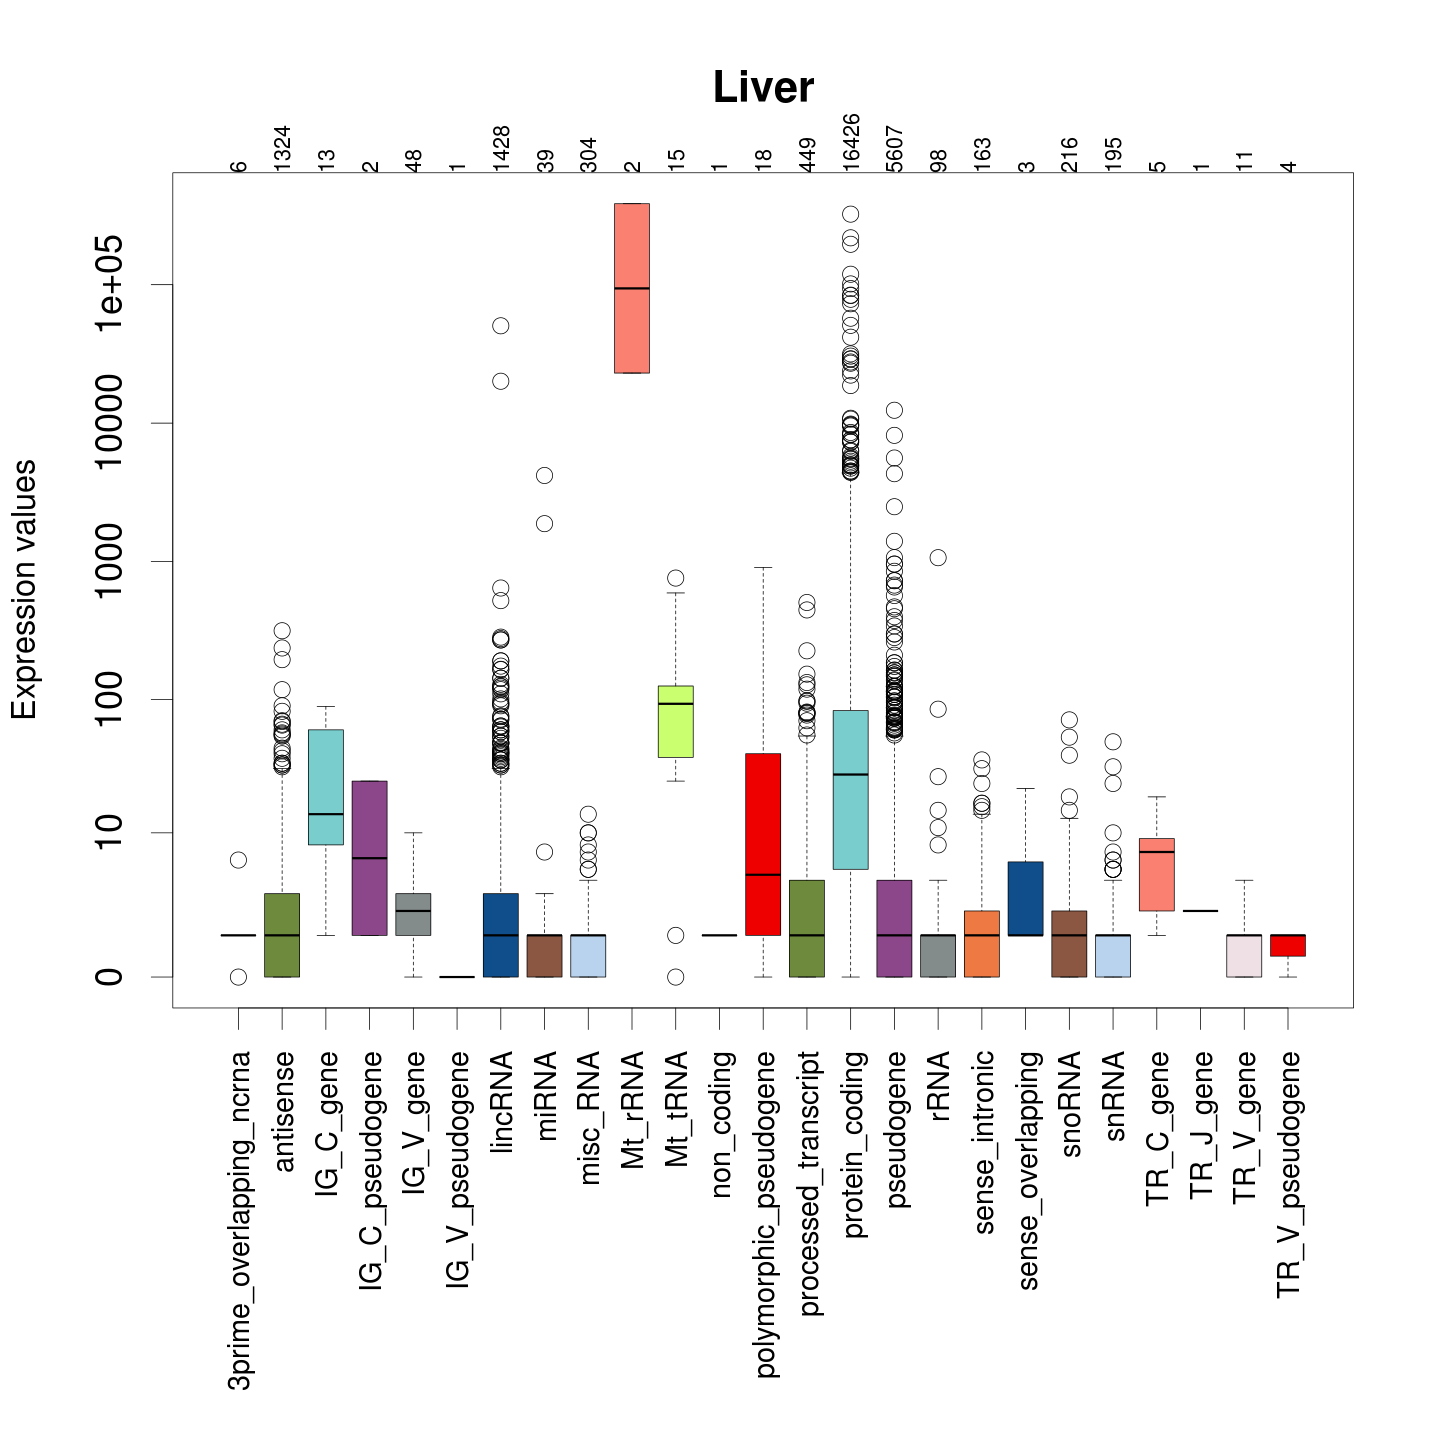 Liver
6 1324 13 2 48 1 1428 39 304 2 15 1 18 449 16426 5607 98 163 3 216 195 5 1 11 4
Expression values
1e+05
10000
1000
100
10
0
3prime_overlapping_ncrna
antisense
IG_C_gene
IG_C_pseudogene
IG_V_gene
IG_V_pseudogene
lincRNA
miRNA
misc_RNA
Mt_rRNA
Mt_tRNA
non_coding
polymorphic_pseudogene
processed_transcript
protein_coding
pseudogene
rRNA
sense_intronic
sense_overlapping
snoRNA
snRNA
TR_C_gene
TR_J_gene
TR_V_gene
TR_V_pseudogene